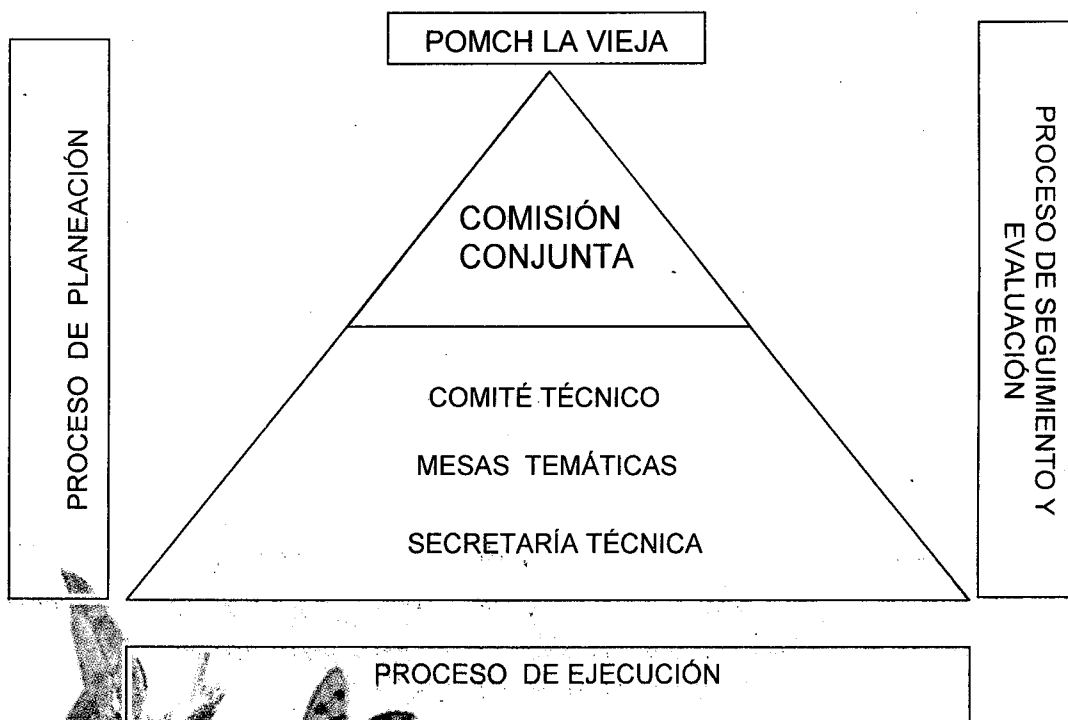 POMCH LA VIEJA
PROCESO DE PLANEACIÓN
COMISIÓN
CONJUNTA
COMITÉ TÉCNICO
MESAS TEMÁTICAS
SECRETARÍA TÉCNICA
PROCESO DE SEGUIMIENTO Y
EVALUACIÓN
PROCESO DE EJECUCIÓN